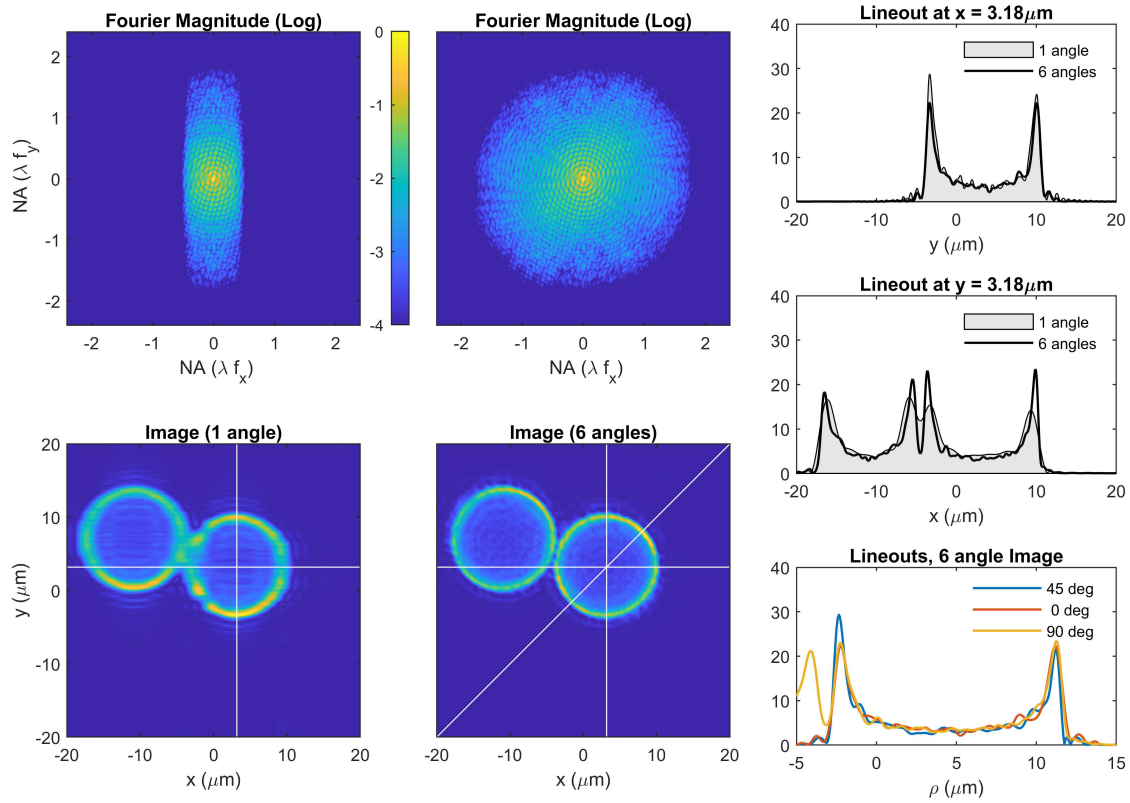 Fourier Magnitude (Log)
2
1
0
-1
-2
NA (λ f_y)
-2 -1 0 1 2
NA (λ f_x)
0
-1
-2
-3
-4
Fourier Magnitude (Log)
-2 -1 0 1 2
NA (λ f_x)
Lineout at x = 3.18μm
40
30
20
10
0
1 angle
6 angles
-20 -10 0 10 20
y (μm)
Lineout at y = 3.18μm
40
30
20
10
0
1 angle
6 angles
-20 -10 0 10 20
x (μm)
Image (1 angle)
20
10
0
-10
-20
y (μm)
-20 -10 0 10 20
x (μm)
Image (6 angles)
-20 -10 0 10 20
x (μm)
Lineouts, 6 angle Image
40
30
20
10
0
45 deg
0 deg
90 deg
-5 0 5 10 15
ρ (μm)